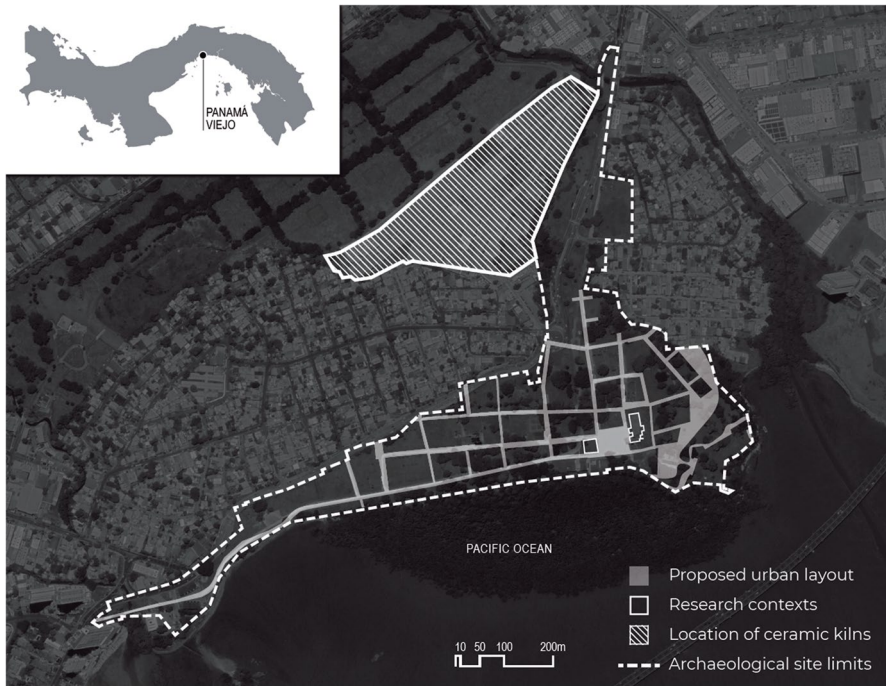 PANAMÁ
VIEJO
PACIFIC OCEAN
Proposed urban layout
Research contexts
Location of ceramic kilns
Archaeological site limits
10 50 100 200m